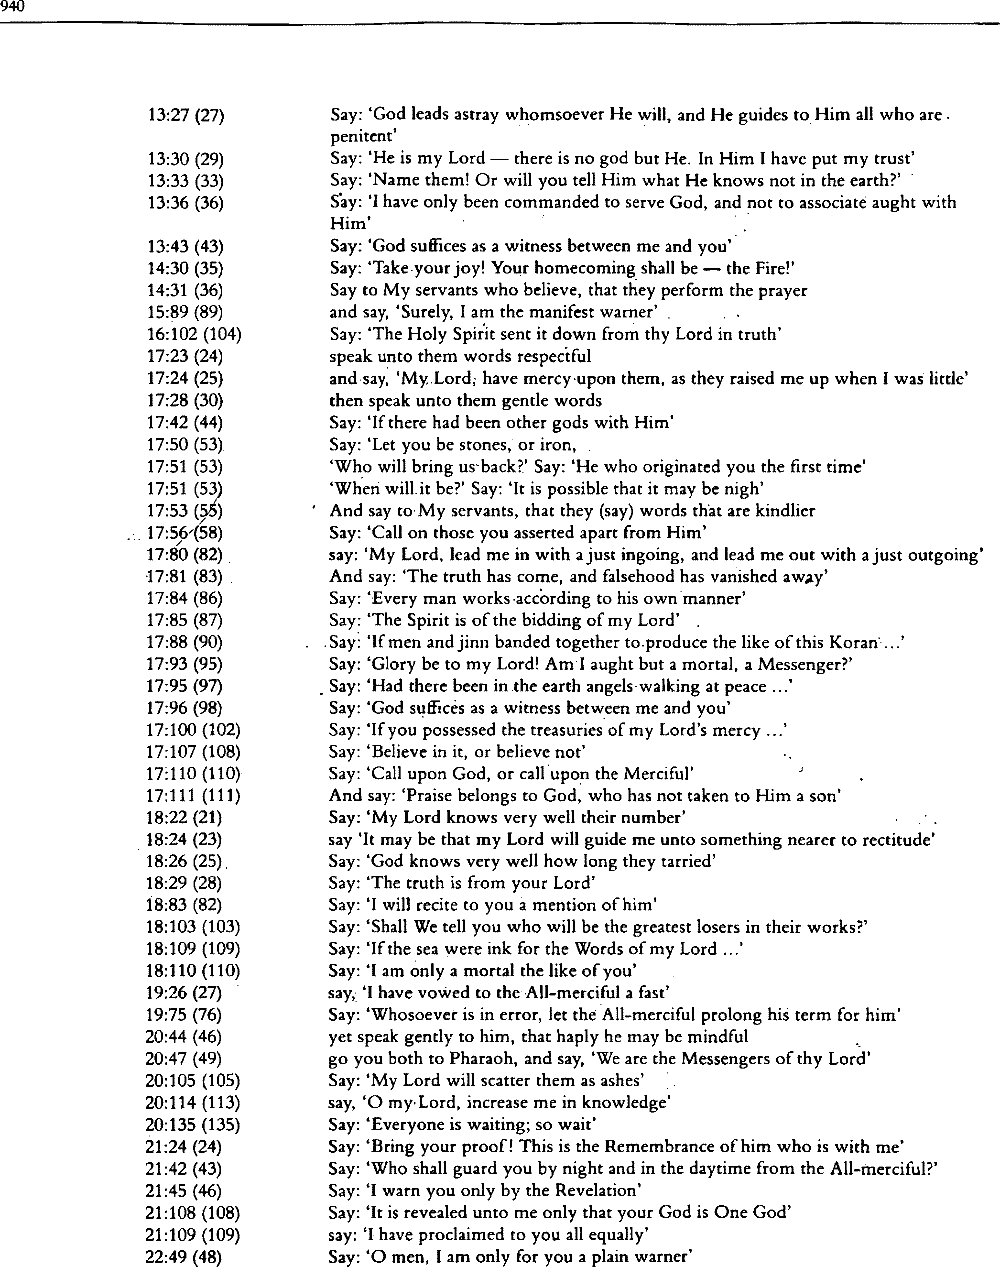 940
13:27 (27) Say: ‘God leads astray whomsoever He will, and He guides to Him all who are
penitent’
13:30 (29) Say: ‘He is my Lord — there is no god but He. In Him I have put my trust’
13:33 (33) Say: ‘Name them! Or will you tell Him what He knows not in the earth?’
13:36 (36) Say: ‘I have only been commanded to serve God, and not to associate aught with
Him’
13:43 (43) Say: ‘God suffices as a witness between me and you’
14:30 (35) Say: ‘Take your joy! Your homecoming shall be — the Fire!’
14:31 (36) Say to My servants who believe, that they perform the prayer
15:89 (89) and say, ‘Surely, I am the manifest warner’
16:102 (104) Say: ‘The Holy Spirit sent it down from thy Lord in truth’
17:23 (24) speak unto them words respectful
17:24 (25) and say, ‘My Lord, have mercy upon them, as they raised me up when I was little’
17:28 (30) then speak unto them gentle words
17:42 (44) Say: ‘If there had been other gods with Him’
17:50 (53) Say: ‘Let you be stones, or iron,
17:51 (53) ‘Who will bring us back?’ Say: ‘He who originated you the first time’
17:51 (53) ‘When will it be?’ Say: ‘It is possible that it may be nigh’
17:53 (55) And say to My servants, that they (say) words that are kindlier
17:56 (58) Say: ‘Call on those you asserted apart from Him’
17:80 (82) say: ‘My Lord, lead me in with a just ingoing, and lead me out with a just outgoing’
17:81 (83) And say: ‘The truth has come, and falsehood has vanished away’
17:84 (86) Say: ‘Every man works according to his own manner’
17:85 (87) Say: ‘The Spirit is of the bidding of my Lord’
17:88 (90) Say: ‘If men and jinn banded together to produce the like of this Koran ...’
17:93 (95) Say: ‘Glory be to my Lord! Am I aught but a mortal, a Messenger?’
17:95 (97) Say: ‘Had there been in the earth angels walking at peace ...’
17:96 (98) Say: ‘God suffices as a witness between me and you’
17:100 (102) Say: ‘If you possessed the treasuries of my Lord’s mercy ...’
17:107 (108) Say: ‘Believe in it, or believe not’
17:110 (110) Say: ‘Call upon God, or call upon the Merciful’
17:111 (111) And say: ‘Praise belongs to God, who has not taken to Him a son’
18:22 (21) Say: ‘My Lord knows very well their number’
18:24 (23) say ‘It may be that my Lord will guide me unto something nearer to rectitude’
18:26 (25) Say: ‘God knows very well how long they tarried’
18:29 (28) Say: ‘The truth is from your Lord’
18:83 (82) Say: ‘I will recite to you a mention of him’
18:103 (103) Say: ‘Shall We tell you who will be the greatest losers in their works?’
18:109 (109) Say: ‘If the sea were ink for the Words of my Lord ...’
18:110 (110) Say: ‘I am only a mortal the like of you’
19:26 (27) say, ‘I have vowed to the All-merciful a fast’
19:75 (76) Say: ‘Whosoever is in error, let the All-merciful prolong his term for him’
20:44 (46) yet speak gently to him, that haply he may be mindful
20:47 (49) go you both to Pharaoh, and say, ‘We are the Messengers of thy Lord’
20:105 (105) Say: ‘My Lord will scatter them as ashes’
20:114 (113) say, ‘O my Lord, increase me in knowledge’
20:135 (135) Say: ‘Everyone is waiting; so wait’
21:24 (24) Say: ‘Bring your proof! This is the Remembrance of him who is with me’
21:42 (43) Say: ‘Who shall guard you by night and in the daytime from the All-merciful?’
21:45 (46) Say: ‘I warn you only by the Revelation’
21:108 (108) Say: ‘It is revealed unto me only that your God is One God’
21:109 (109) say: ‘I have proclaimed to you all equally’
22:49 (48) Say: ‘O men, I am only for you a plain warner’